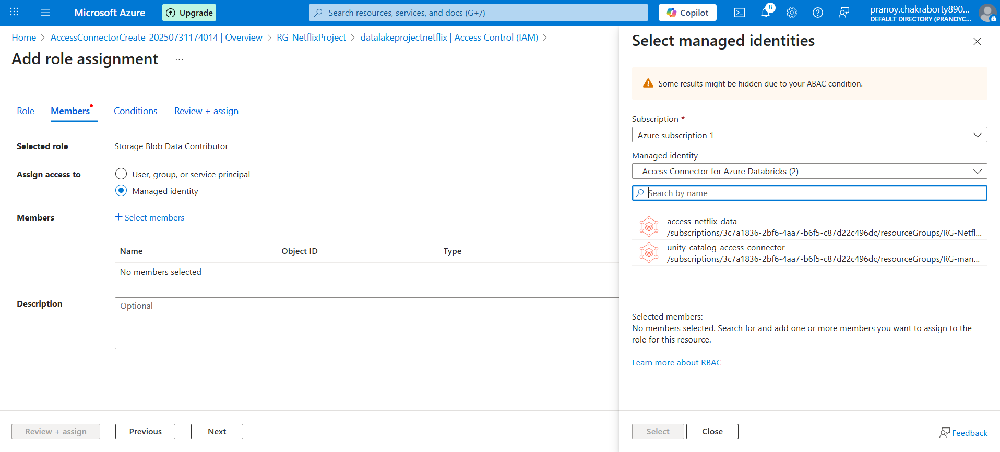 Microsoft Azure
Upgrade
Search resources, services, and docs (G+/)
Copilot
8
pranoy.chakraborty890...
DEFAULT DIRECTORY (PRANOYC...
Home > AccessConnectorCreate-20250731174014 | Overview > RG-NetflixProject > datalakeprojectnetflix | Access Control (IAM) >
Add role assignment ...
Role Members Conditions Review + assign
Selected role Storage Blob Data Contributor
Assign access to User, group, or service principal
Managed identity
Members + Select members
Name Object ID Type
No members selected
Description Optional
Review + assign Previous Next
Select managed identities
Some results might be hidden due to your ABAC condition.
Subscription *
Azure subscription 1
Managed identity
Access Connector for Azure Databricks (2)
Search by name
access-netflix-data
/subscriptions/3c7a1836-2bf6-4aa7-b6f5-c87d22c496dc/resourceGroups/RG-Netfl...
unity-catalog-access-connector
/subscriptions/3c7a1836-2bf6-4aa7-b6f5-c87d22c496dc/resourceGroups/RG-man...
Selected members:
No members selected. Search for and add one or more members you want to assign to the
role for this resource.
Learn more about RBAC
Select Close Feedback